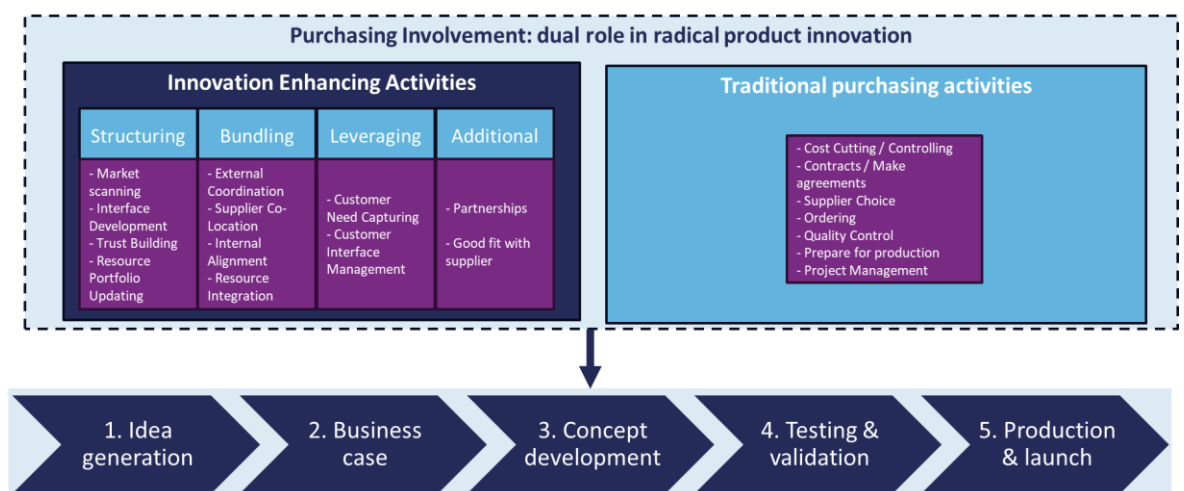 Purchasing Involvement: dual role in radical product innovation
Innovation Enhancing Activities
Structuring
- Market
scanning
- Interface
Development
- Trust Building
- Resource
Portfolio
Updating
Bundling
- External
Coordination
- Supplier Co-
Location
- Internal
Alignment
- Resource
Integration
Leveraging
- Customer
Need Capturing
- Customer
Interface
Management
Additional
- Partnerships
- Good fit with
supplier
Traditional purchasing activities
- Cost Cutting / Controlling
- Contracts / Make
agreements
- Supplier Choice
- Ordering
- Quality Control
- Prepare for production
- Project Management
1. Idea
generation
2. Business
case
3. Concept
development
4. Testing &
validation
5. Production
& launch